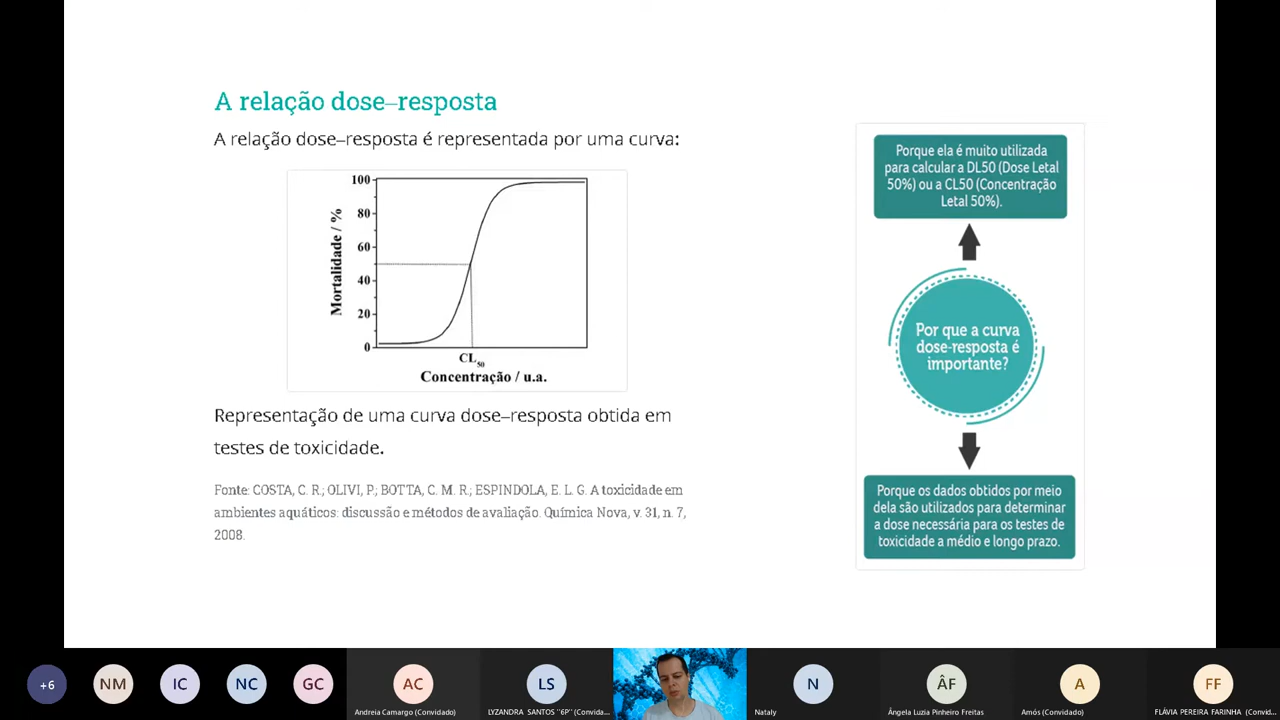 A relação dose–resposta
A relação dose–resposta é representada por uma curva:
100
80
60
40
20
0
Mortalidade / %
CL50
Concentração / u.a.
Representação de uma curva dose–resposta obtida em
testes de toxicidade.
Fonte: COSTA, C. R.; OLIVI, P.; BOTTA, C. M. R.; ESPINDOLA, E. L. G. A toxicidade em
ambientes aquáticos: discussão e métodos de avaliação. Química Nova, v. 31, n. 7,
2008.
Porque ela é muito utilizada
para calcular a DL50 (Dose Letal
50%) ou a CL50 (Concentração
Letal 50%).
Por que a curva
dose-resposta é
importante?
Porque os dados obtidos por meio
dela são utilizados para determinar
a dose necessária para os testes de
toxicidade a médio e longo prazo.
+6
NM
IC
NC
GC
AC
Andreia Camargo (Convidado)
LS
LYZANDRA SANTOS "6P" (Convida...
N
Nataly
ÂF
Ângela Luzia Pinheiro Freitas
A
Amós (Convidado)
FF
FLÁVIA PEREIRA FARINHA (Convid...